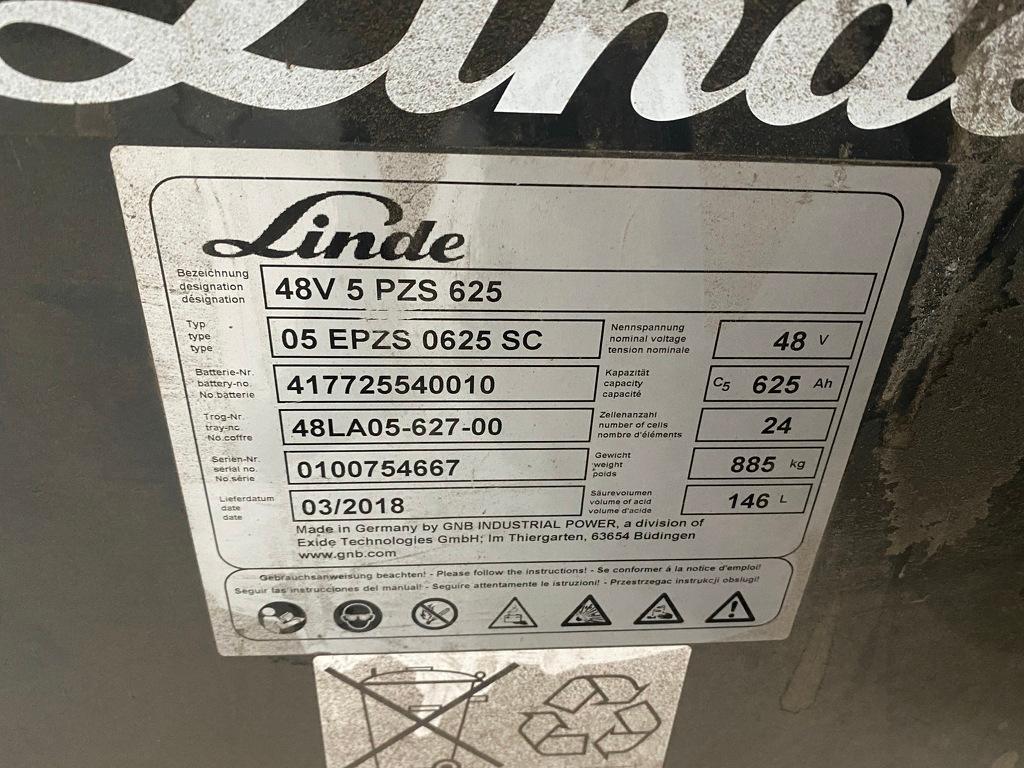 Linde
Linde
Bezeichnung
designation
désignation
48V 5 PZS 625
Typ
type
type
05 EPZS 0625 SC
Nennspannung
nominal voltage
tension nominale
48 V
Batterie-Nr.
battery-no.
No.batterie
417725540010
Kapazität
capacity
capacité
C5 625 Ah
Trog-Nr.
tray-no.
No.coffre
48LA05-627-00
Zellenanzahl
number of cells
nombre d'éléments
24
Serien-Nr.
serial no.
No.série
0100754667
Gewicht
weight
poids
885 kg
Lieferdatum
date
date
03/2018
Säurevolumen
volume of acid
volume d'acide
146 L
Made in Germany by GNB INDUSTRIAL POWER, a division of
Exide Technologies GmbH; Im Thiergarten, 63654 Büdingen
www.gnb.com
Gebrauchsanweisung beachten! - Please follow the instructions! - Se conformer á la notice d'emploi!
Seguir las instrucciones del manual! - Seguire attentamente le istruzioni! - Przestrzegac instrukcji obslugi!